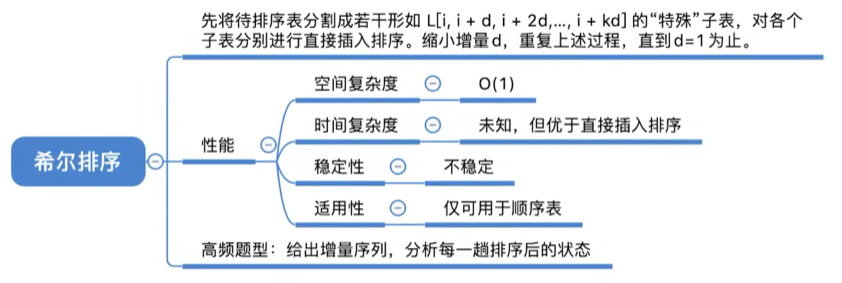 先将待排序表分割成若干形如 L[i, i + d, i + 2d,…, i + kd] 的“特殊”子表，对各个
子表分别进行直接插入排序。缩小增量d，重复上述过程，直到d=1为止。
空间复杂度 O(1)
时间复杂度 未知，但优于直接插入排序
性能
希尔排序
稳定性 不稳定
适用性 仅可用于顺序表
高频题型：给出增量序列，分析每一趟排序后的状态